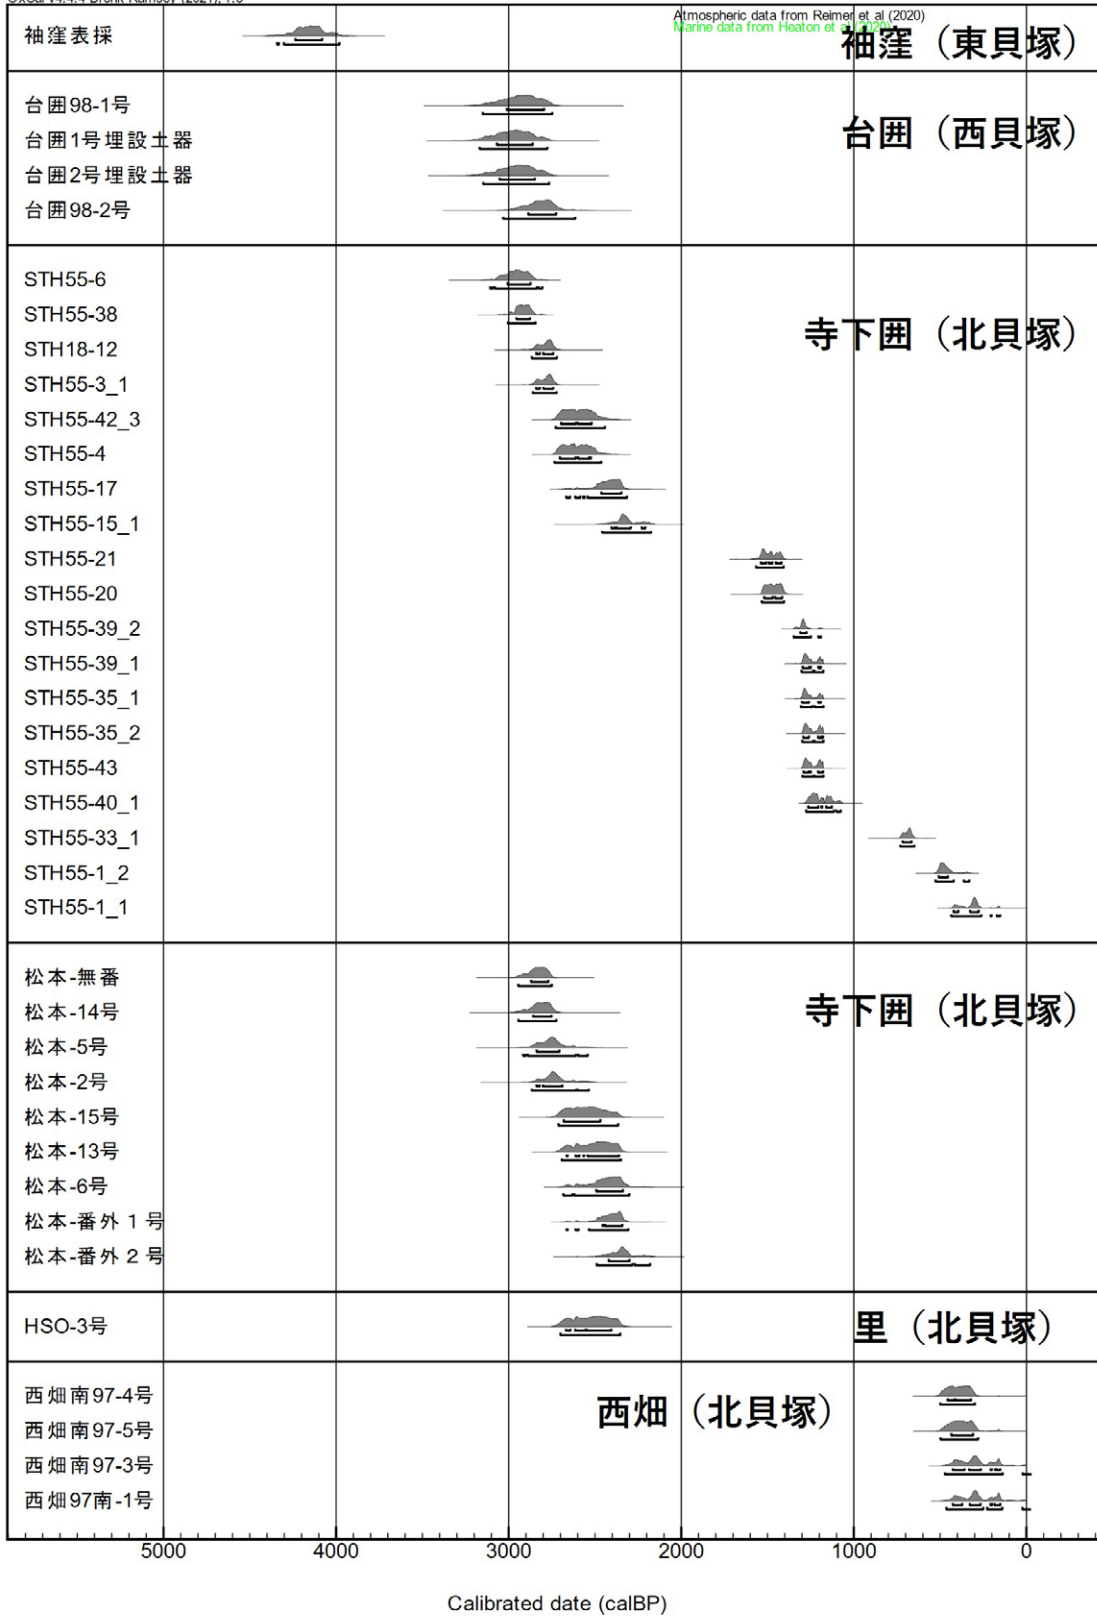 Atmospheric data from Reimer et al (2020)
Marine data from Heaton et al (2020)
袖窪表採
袖窪（東貝塚）
台囲98-1号
台囲（西貝塚）
台囲1号埋設土器
台囲2号埋設土器
台囲98-2号
STH55-6
STH55-38
寺下囲（北貝塚）
STH18-12
STH55-3_1
STH55-42_3
STH55-4
STH55-17
STH55-15_1
STH55-21
STH55-20
STH55-39_2
STH55-39_1
STH55-35_1
STH55-35_2
STH55-43
STH55-40_1
STH55-33_1
STH55-1_2
STH55-1_1
松本-無番
松本-14号
寺下囲（北貝塚）
松本-5号
松本-2号
松本-15号
松本-13号
松本-6号
松本-番外１号
松本-番外２号
HSO-3号
里（北貝塚）
西畑南97-4号
西畑（北貝塚）
西畑南97-5号
西畑南97-3号
西畑97南-1号
5000 4000 3000 2000 1000 0
Calibrated date (calBP)